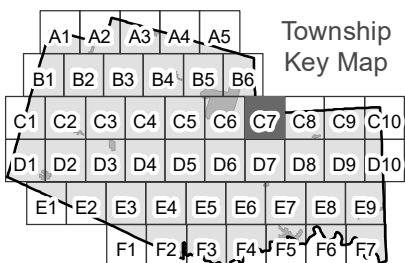 Township
Key Map
A1 A2 A3 A4 A5
B1 B2 B3 B4 B5 B6
C1 C2 C3 C4 C5 C6 C7 C8 C9 C10
D1 D2 D3 D4 D5 D6 D7 D8 D9 D10
E1 E2 E3 E4 E5 E6 E7 E8 E9
F1 F2 F3 F4 F5 F6 F7